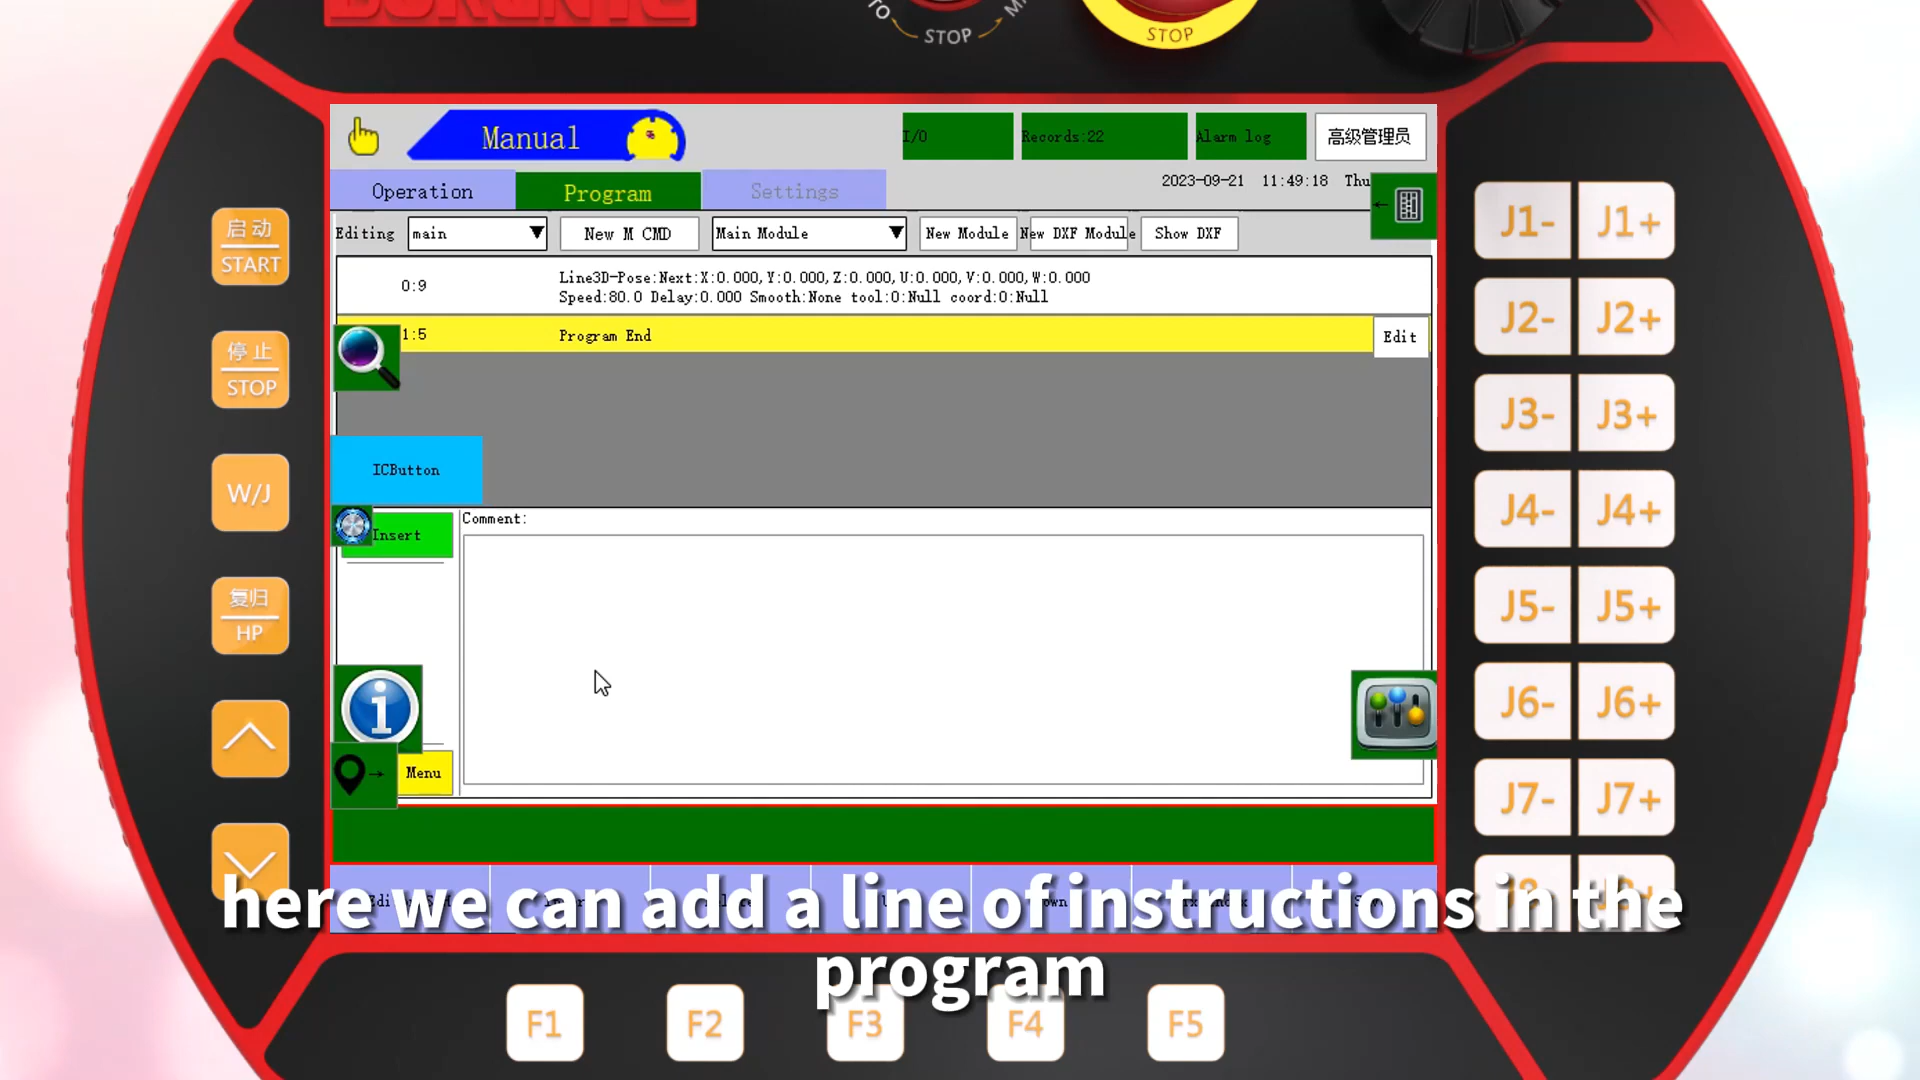 STOP
STOP
Manual
I/O
Records:22
Alarm log
高级管理员
Operation
Program
Settings
2023-09-21 11:49:18 Thu
Editing
main
New M CMD
Main Module
New Module
New DXF Module
Show DXF
0:9
Line3D-Pose:Next:X:0.000,Y:0.000,Z:0.000,U:0.000,V:0.000,W:0.000
Speed:80.0 Delay:0.000 Smooth:None tool:0:Null coord:0:Null
1:5
Program End
Edit
ICButton
Insert
Comment:
Menu
启动
START
停止
STOP
W/J
复归
HP
J1-
J1+
J2-
J2+
J3-
J3+
J4-
J4+
J5-
J5+
J6-
J6+
J7-
J7+
here we can add a line of instructions in the
program
F1
F2
F3
F4
F5